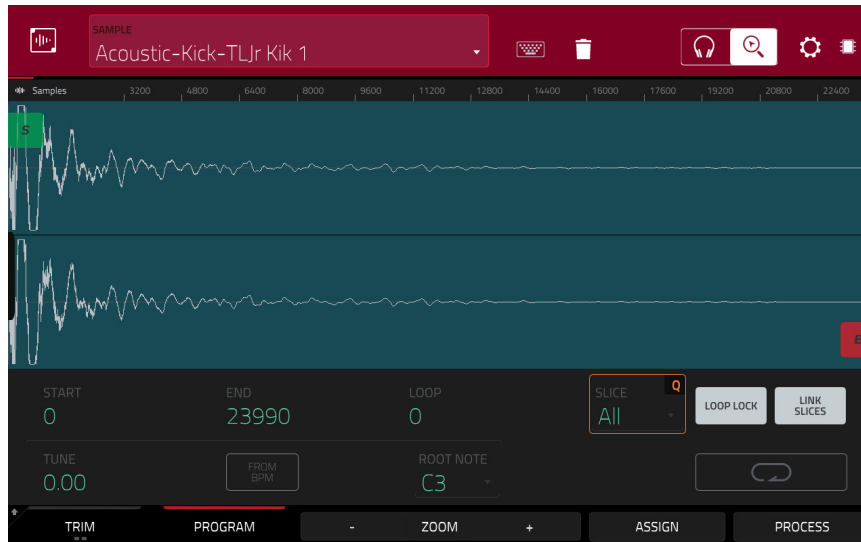 SAMPLE
Acoustic-Kick-TLJr Kik 1
Samples 3200 4800 6400 8000 9600 11200 12800 14400 16000 17600 19200 20800 22400
S
E
START END LOOP SLICE Q
0 23990 0 All LOOP LOCK LINK SLICES
TUNE FROM BPM ROOT NOTE
0.00 C3
TRIM PROGRAM - ZOOM + ASSIGN PROCESS